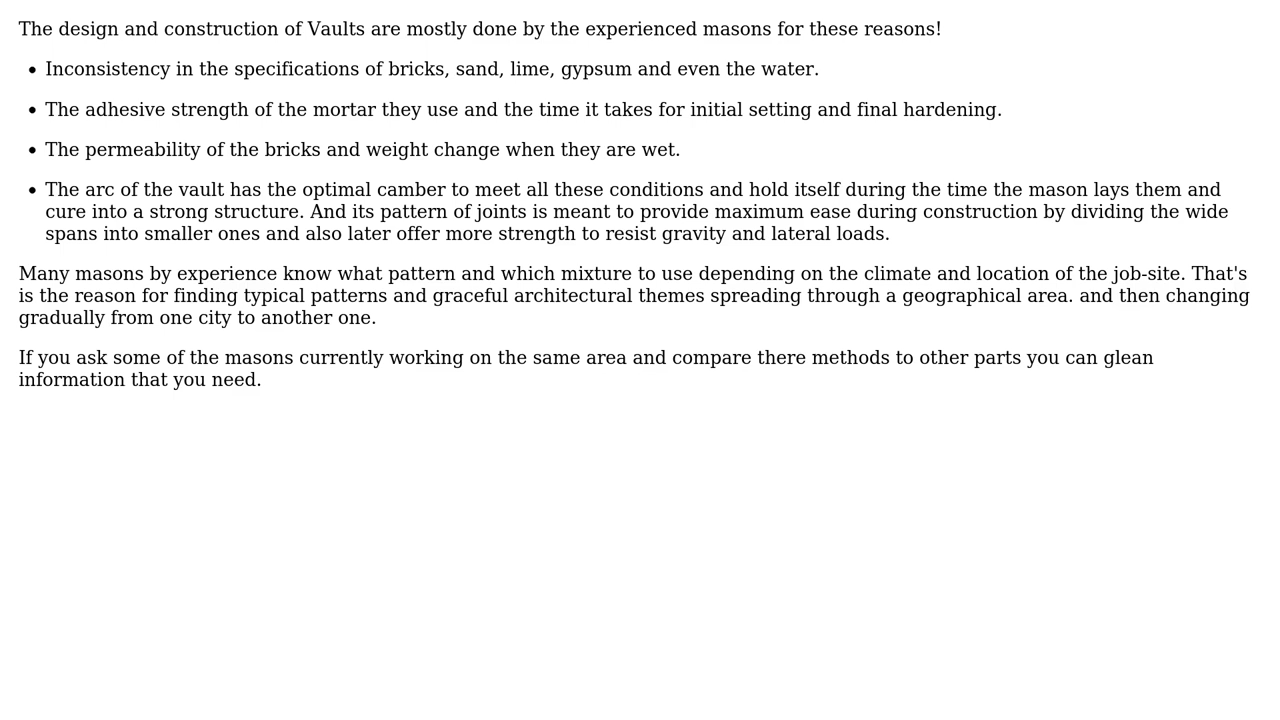 The design and construction of Vaults are mostly done by the experienced masons for these reasons!
• Inconsistency in the specifications of bricks, sand, lime, gypsum and even the water.
• The adhesive strength of the mortar they use and the time it takes for initial setting and final hardening.
• The permeability of the bricks and weight change when they are wet.
• The arc of the vault has the optimal camber to meet all these conditions and hold itself during the time the mason lays them and
cure into a strong structure. And its pattern of joints is meant to provide maximum ease during construction by dividing the wide
spans into smaller ones and also later offer more strength to resist gravity and lateral loads.
Many masons by experience know what pattern and which mixture to use depending on the climate and location of the job-site. That's
is the reason for finding typical patterns and graceful architectural themes spreading through a geographical area. and then changing
gradually from one city to another one.
If you ask some of the masons currently working on the same area and compare there methods to other parts you can glean
information that you need.